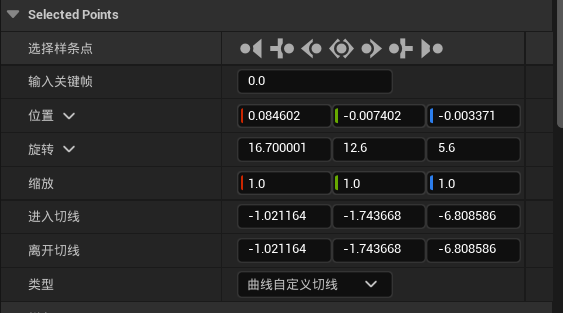 Selected Points
选择样条点
输入关键帧 0.0
位置 0.084602 -0.007402 -0.003371
旋转 16.700001 12.6 5.6
缩放 1.0 1.0 1.0
进入切线 -1.021164 -1.743668 -6.808586
离开切线 -1.021164 -1.743668 -6.808586
类型 曲线自定义切线